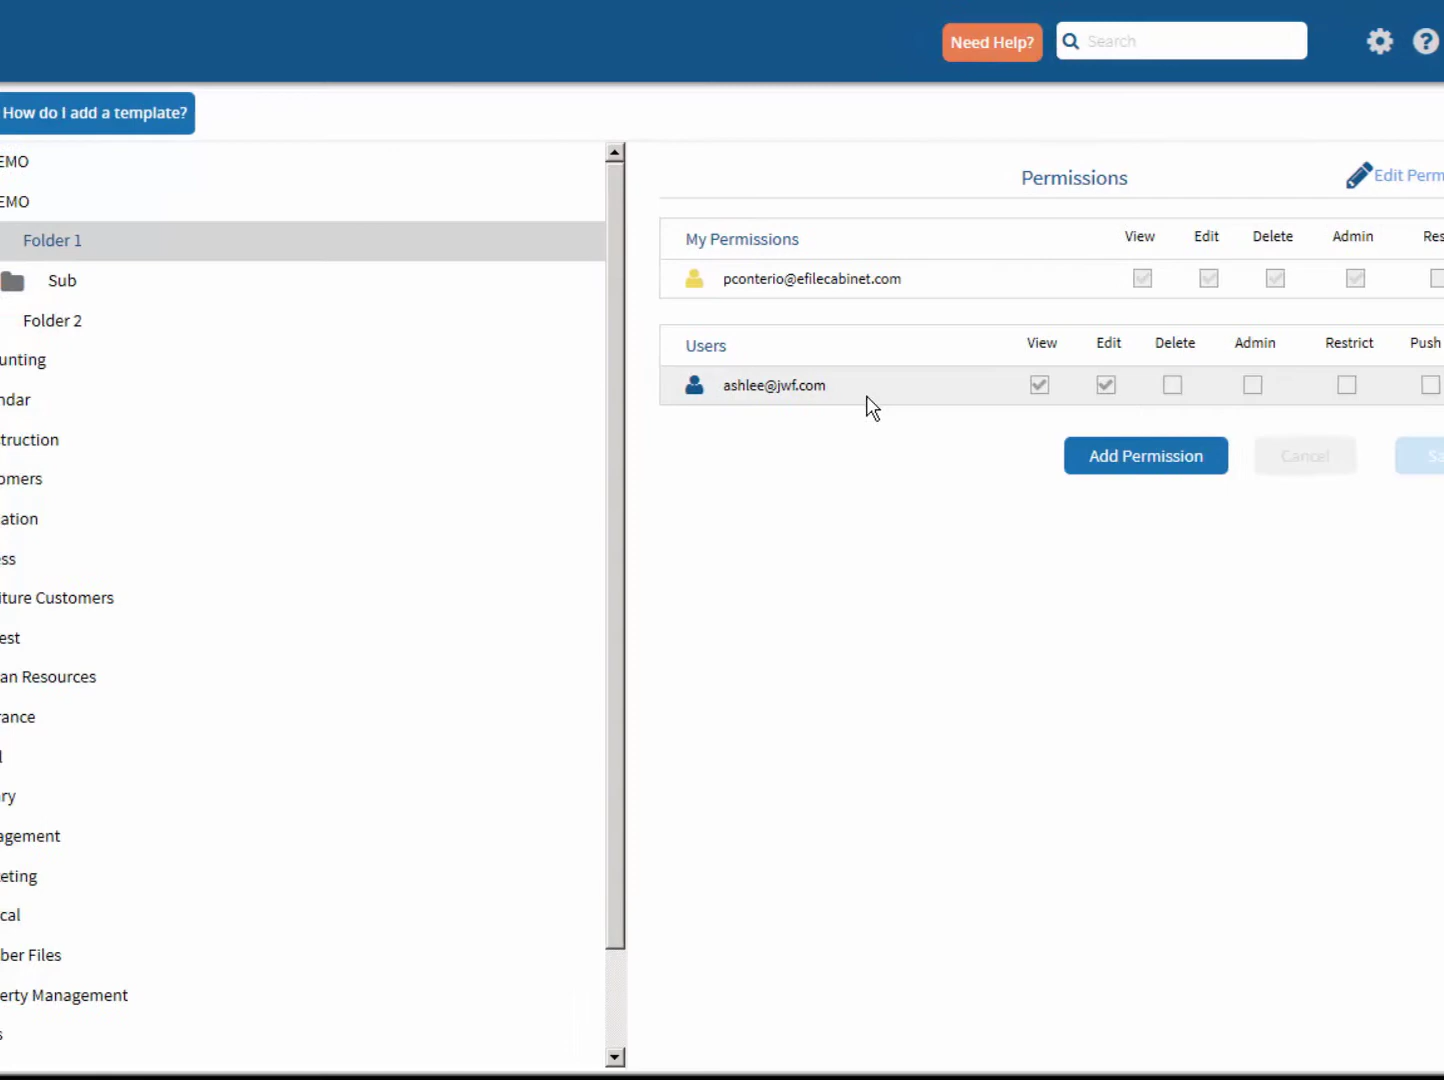 Need Help?
Search
How do I add a template?
EMO
EMO
Folder 1
Sub
Folder 2
unting
ndar
truction
omers
ation
ess
iture Customers
est
an Resources
rance
l
ry
agement
eting
cal
ber Files
erty Management
s
Permissions
Edit Perm
My Permissions View Edit Delete Admin Res
pconterio@efilecabinet.com
Users View Edit Delete Admin Restrict Push
ashlee@jwf.com
Add Permission Cancel Sa